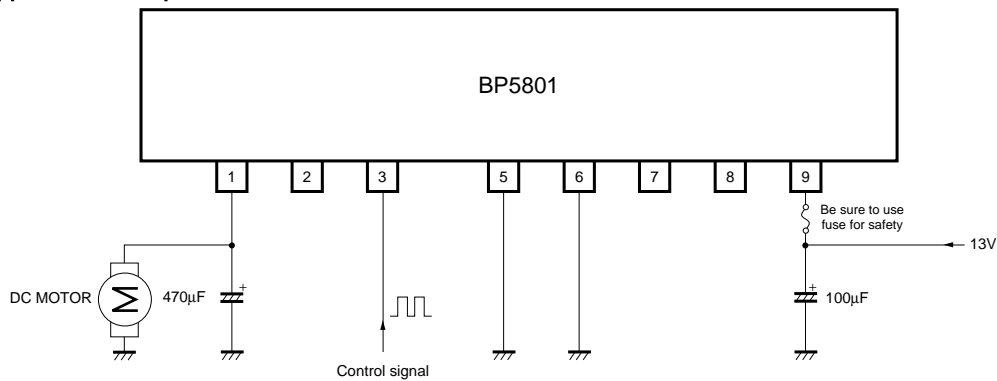 BP5801
1 2 3 5 6 7 8 9
Be sure to use
fuse for safety
13V
DC MOTOR
M
470μF
+
+
100μF
Control signal